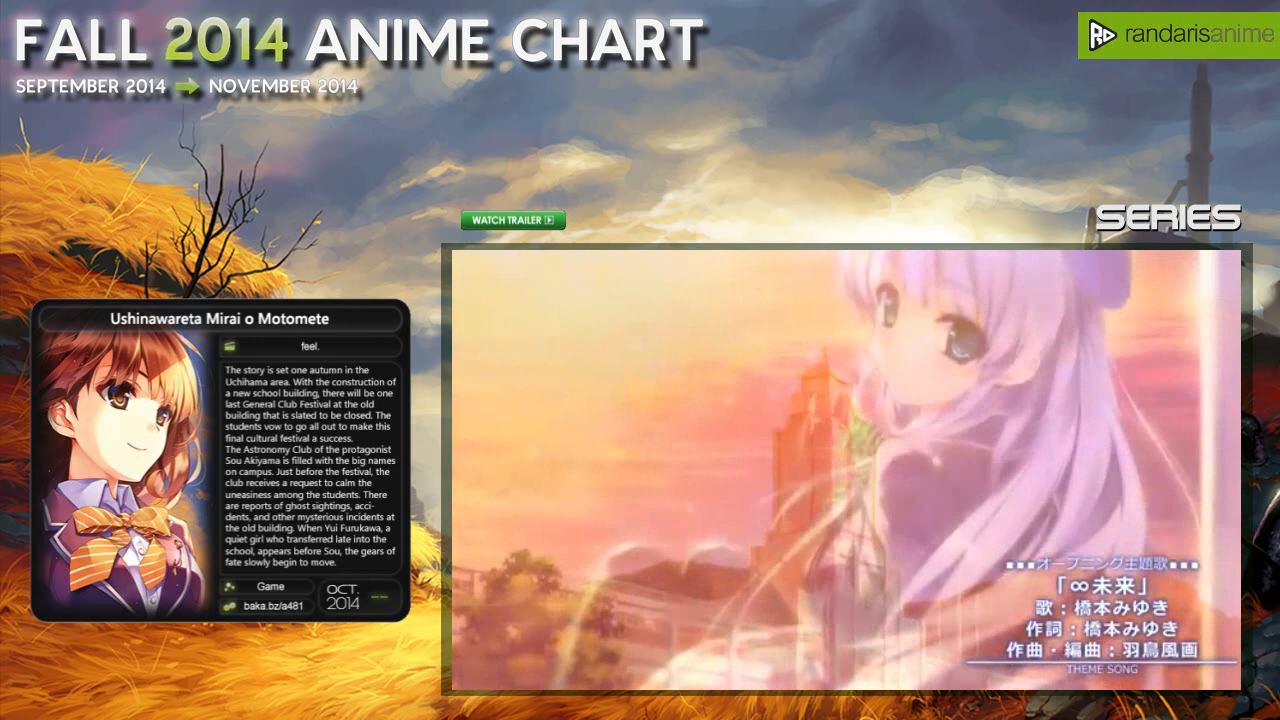 FALL 2014 ANIME CHART
SEPTEMBER 2014 NOVEMBER 2014
randarisanime
WATCH TRAILER
SERIES
Ushinawareta Mirai o Motomete
feel.
The story is set one autumn in the
Uchihama area. With the construction of
a new school building, there will be one
last General Club Festival at the old
building that is slated to be closed. The
students vow to go all out to make this
final cultural festival a success.
The Astronomy Club of the protagonist
Sou Akiyama is filled with the big names
on campus. Just before the festival, the
club receives a request to calm the
uneasiness among the students. There
are reports of ghost sightings, acci-
dents, and other mysterious incidents at
the old building. When Yui Furukawa, a
quiet girl who transferred late into the
school, appears before Sou, the gears of
fate slowly begin to move.
Game
baka.bz/a481
OCT.
2014
--
■■■オープニング主題歌■■■
「∞未来」
歌：橋本みゆき
作詞：橋本みゆき
作曲・編曲：羽鳥風画
THEME SONG